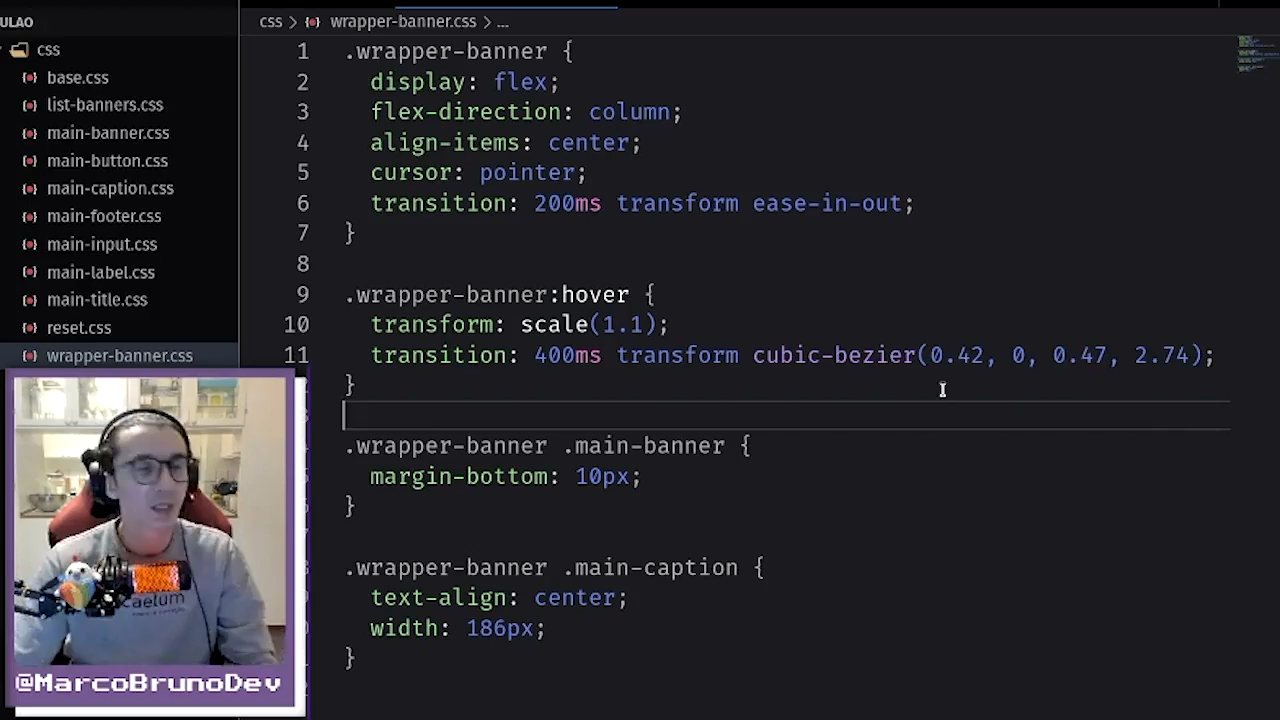 ULAO
css
base.css
list-banners.css
main-banner.css
main-button.css
main-caption.css
main-footer.css
main-input.css
main-label.css
main-title.css
reset.css
wrapper-banner.css
css > wrapper-banner.css > ...
1 .wrapper-banner {
2 display: flex;
3 flex-direction: column;
4 align-items: center;
5 cursor: pointer;
6 transition: 200ms transform ease-in-out;
7 }
8
9 .wrapper-banner:hover {
10 transform: scale(1.1);
11 transition: 400ms transform cubic-bezier(0.42, 0, 0.47, 2.74);
}
.wrapper-banner .main-banner {
margin-bottom: 10px;
}
.wrapper-banner .main-caption {
text-align: center;
width: 186px;
}
caelum
@MarcoBrunoDev